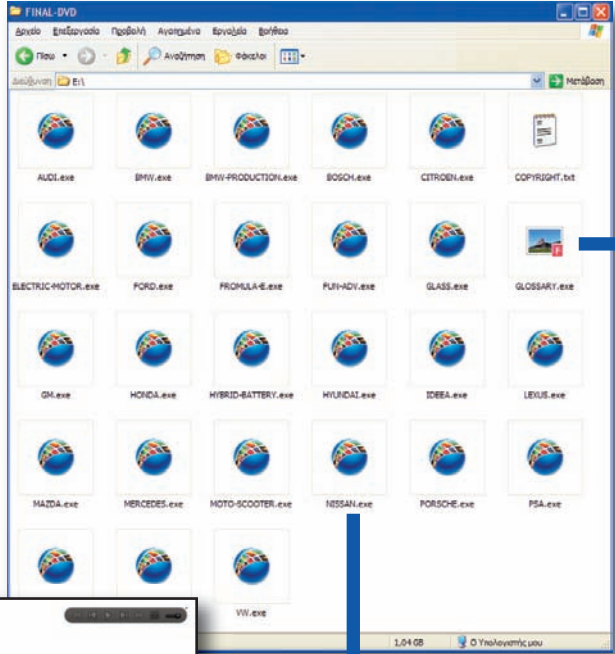 FINAL-DVD
Αρχείο Επεξεργασία Προβολή Αγαπημένα Εργαλεία Βοήθεια
Πίσω Αναζήτηση Φάκελοι
Διεύθυνση E:\ Μετάβαση
AUDI.exe BMW.exe BMW-PRODUCTION.exe BOSCH.exe CITROEN.exe COPYRIGHT.txt
ELECTRIC-MOTOR.exe FORD.exe FROMULA-E.exe FUN-ADV.exe GLASS.exe GLOSSARY.exe
GM.exe HONDA.exe HYBRID-BATTERY.exe HYUNDAI.exe IDEEA.exe LEXUS.exe
MAZDA.exe MERCEDES.exe MOTO-SCOOTER.exe NISSAN.exe PORSCHE.exe PSA.exe
VW.exe
1,04 GB Ο Υπολογιστής μου